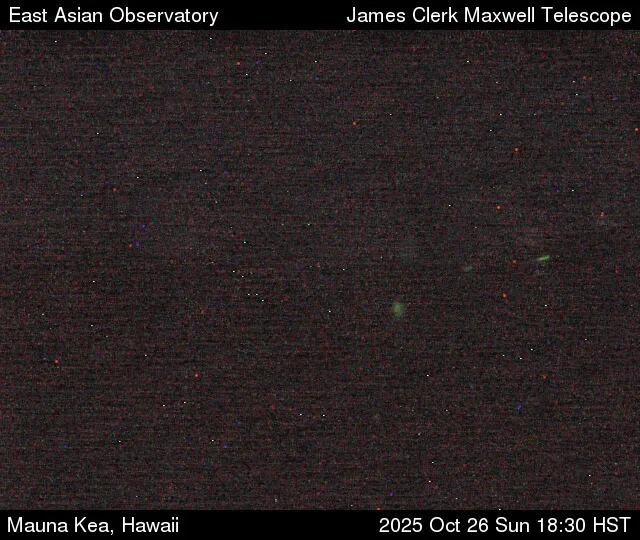 East Asian Observatory
James Clerk Maxwell Telescope
Mauna Kea, Hawaii
2025 Oct 26 Sun 18:30 HST